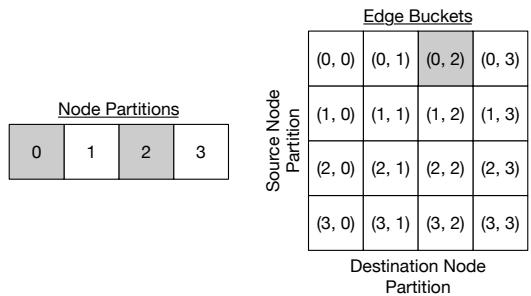 Node Partitions
0 1 2 3
Edge Buckets
Source Node
Partition
(0, 0) (0, 1) (0, 2) (0, 3)
(1, 0) (1, 1) (1, 2) (1, 3)
(2, 0) (2, 1) (2, 2) (2, 3)
(3, 0) (3, 1) (3, 2) (3, 3)
Destination Node
Partition